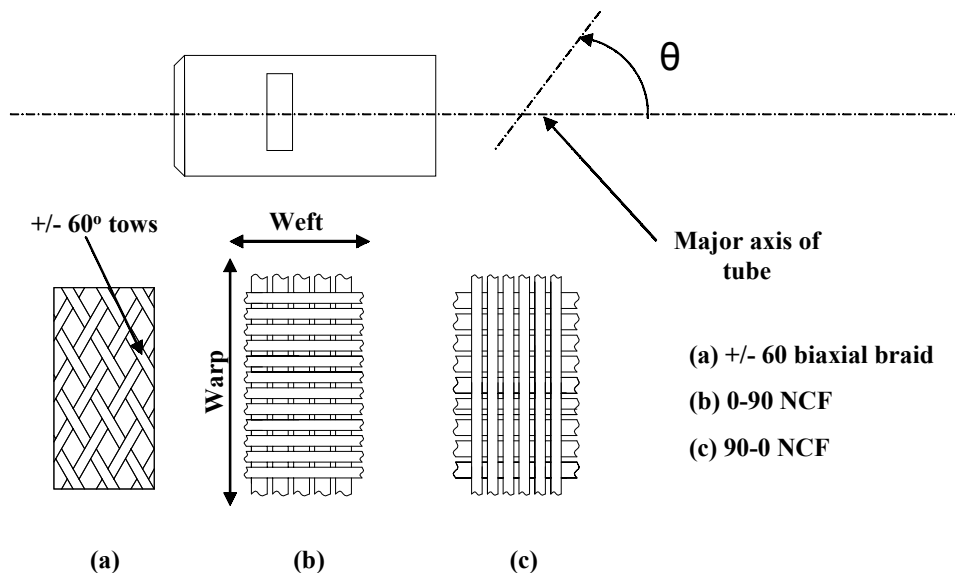 θ
Major axis of
tube
+/- 60º tows
Weft
Warp
(a) +/- 60 biaxial braid
(b) 0-90 NCF
(c) 90-0 NCF
(a)
(b)
(c)